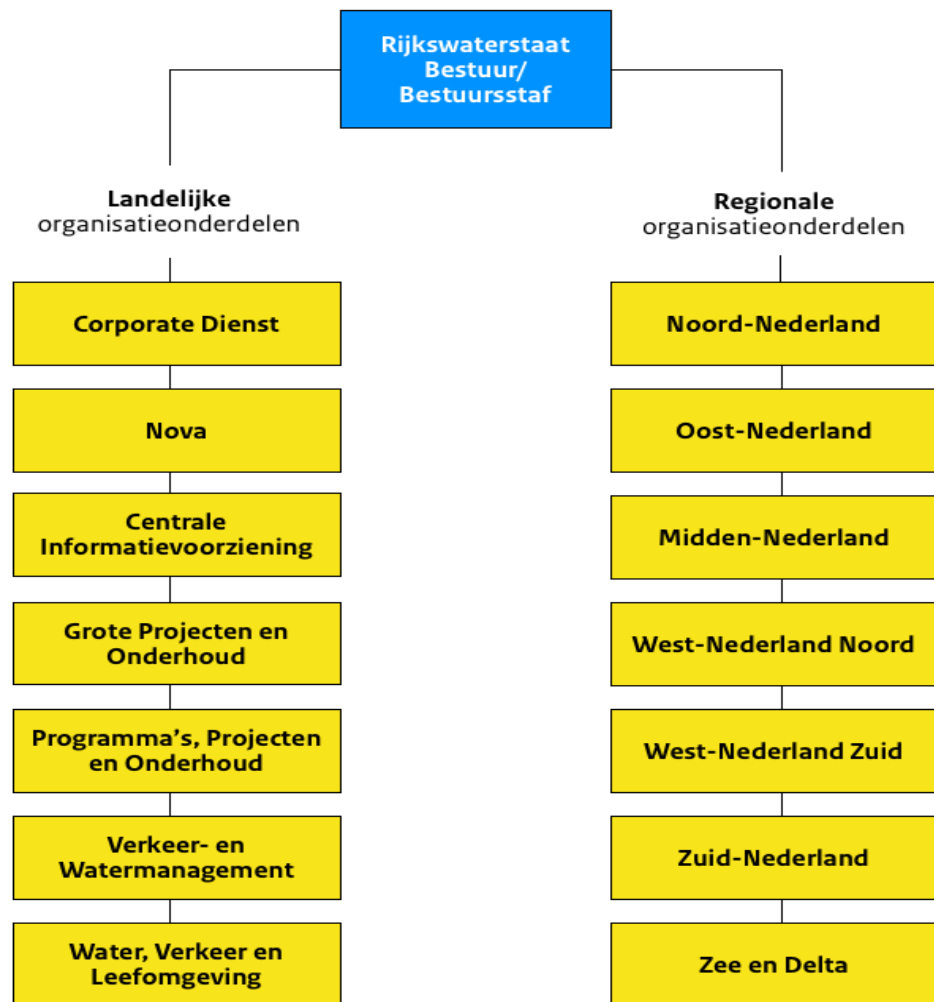 Rijkswaterstaat
Bestuur/
Bestuursstaf
Landelijke
organisatieonderdelen
Corporate Dienst
Nova
Centrale
Informatievoorziening
Grote Projecten en
Onderhoud
Programma's, Projecten
en Onderhoud
Verkeer- en
Watermanagement
Water, Verkeer en
Leefomgeving
Regionale
organisatieonderdelen
Noord-Nederland
Oost-Nederland
Midden-Nederland
West-Nederland Noord
West-Nederland Zuid
Zuid-Nederland
Zee en Delta